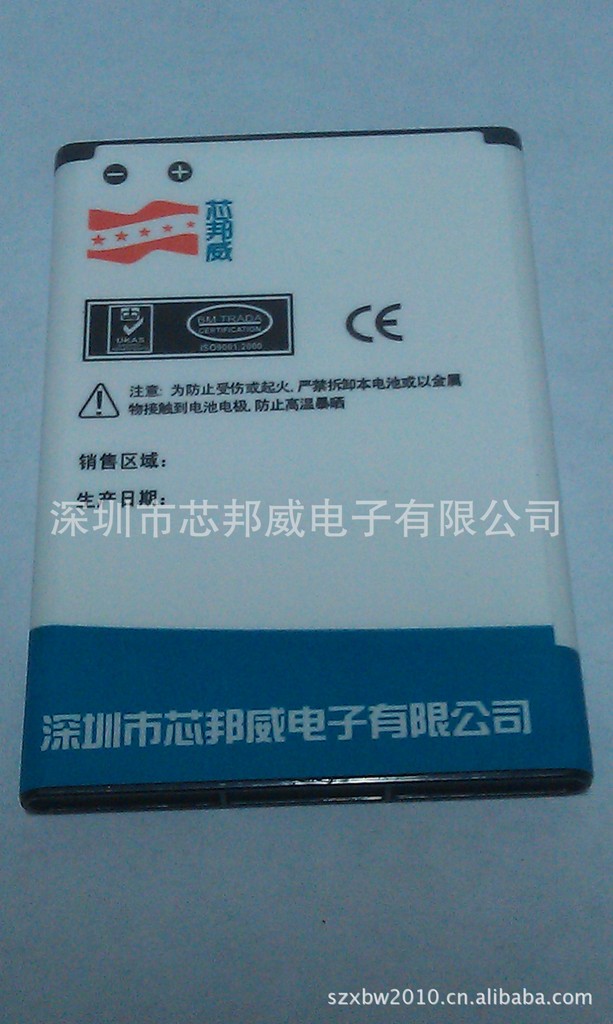 芯邦威
UKAS
BM TRADA
CERTIFICATION
ISO9001:2000
CE
注意: 为防止受伤或起火,严禁拆卸本电池或以金属
物接触到电池电极,防止高温暴晒
销售区域:
生产日期:
深圳市芯邦威电子有限公司
深圳市芯邦威电子有限公司
szxbw2010.cn.alibaba.com